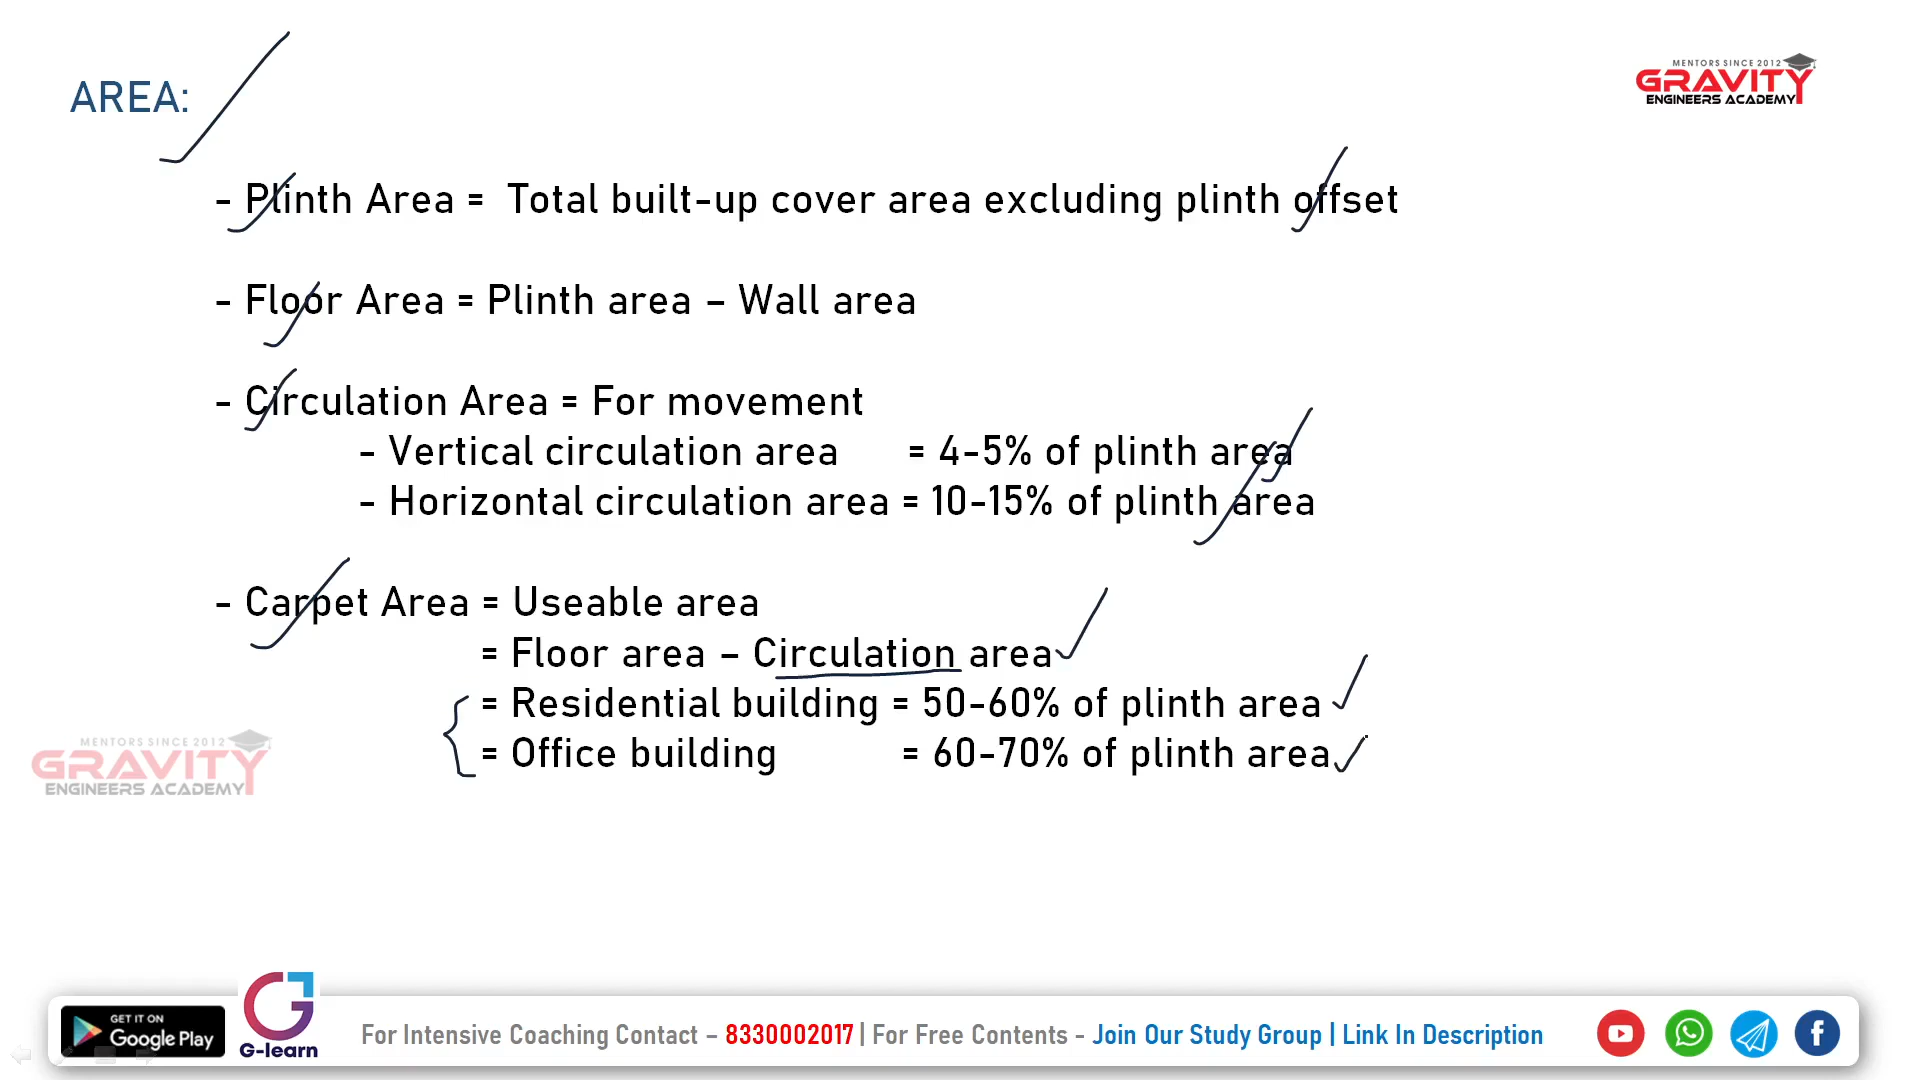 MENTORS SINCE 2012
GRAVITY
ENGINEERS ACADEMY
AREA:
- Plinth Area = Total built-up cover area excluding plinth offset
- Floor Area = Plinth area – Wall area
- Circulation Area = For movement
- Vertical circulation area = 4-5% of plinth area
- Horizontal circulation area = 10-15% of plinth area
- Carpet Area = Useable area
= Floor area – Circulation area
= Residential building = 50-60% of plinth area
= Office building = 60-70% of plinth area
MENTORS SINCE 2012
GRAVITY
ENGINEERS ACADEMY
GET IT ON
Google Play
G-learn
For Intensive Coaching Contact – 8330002017 | For Free Contents - Join Our Study Group | Link In Description